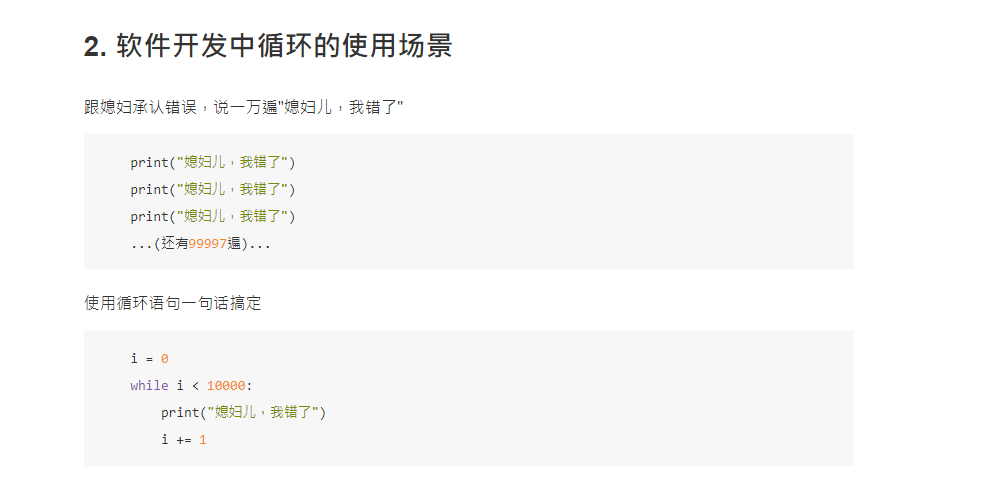 2. 软件开发中循环的使用场景
跟媳妇承认错误，说一万遍"媳妇儿，我错了"
print("媳妇儿，我错了")
print("媳妇儿，我错了")
print("媳妇儿，我错了")
...(还有99997遍)...
使用循环语句一句话搞定
i = 0
while i < 10000:
    print("媳妇儿，我错了")
    i += 1